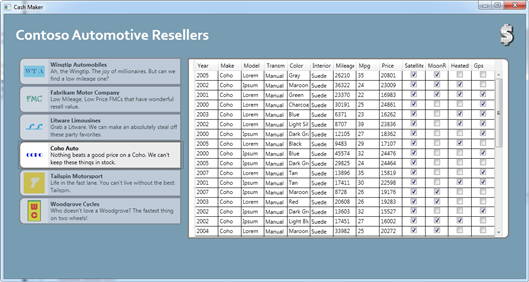 Cash Maker
Contoso Automotive Resellers
$
WTA
Wingtip Automobiles
Ah, the Wingtip. The joy of millionaires. But can we
find a low mileage one?
FMC
Fabrikam Motor Company
Low Mileage, Low Price FMCs that have wonderful
resell value.
Litware Limousines
Grab a Litware. We can make an absolutely steal off
these party favorites.
Coho Auto
Nothing beats a good price on a Coho. We can't
keep these things in stock.
Tailspin Motorsport
Life in the fast lane. You can't live without the best
Tailspin.
Woodgrove Cycles
Who doesn't love a Woodgrove? The fastest thing
on two wheels!
Year Make Model Transm Color Interior Mileage Mpg Price Satellite MoonR Heated Gps
2005 Coho Lorem Manual Gray Suede 26210 35 20801
2002 Coho Ipsum Manual Maroon Suede 36322 24 23009
2001 Coho Lorem Manual Green Suede 23370 22 16983
2000 Coho Lorem Manual Charcoa Suede 30191 25 24861
2003 Coho Lorem Manual Blue Suede 6371 23 16262
2002 Coho Ipsum Manual Light Sil Suede 8707 39 23836
2000 Coho Lorem Manual Dark Gr Suede 12105 27 18362
2005 Coho Lorem Manual Black Suede 9483 29 17107
2000 Coho Lorem Manual Blue Suede 45574 32 24476
2005 Coho Ipsum Manual Dark Gr Suede 29825 24 24464
2007 Coho Lorem Manual Tan Suede 13896 35 15819
2001 Coho Ipsum Manual Tan Suede 17411 30 22598
2007 Coho Ipsum Manual Maroon Suede 8728 26 19176
2003 Coho Lorem Manual Red Suede 20608 26 19283
2002 Coho Ipsum Manual Dark Gr Suede 13603 32 15527
2002 Coho Ipsum Manual Light Bl Suede 17451 27 16002
2004 Coho Lorem Manual Maroon Suede 33982 25 20272